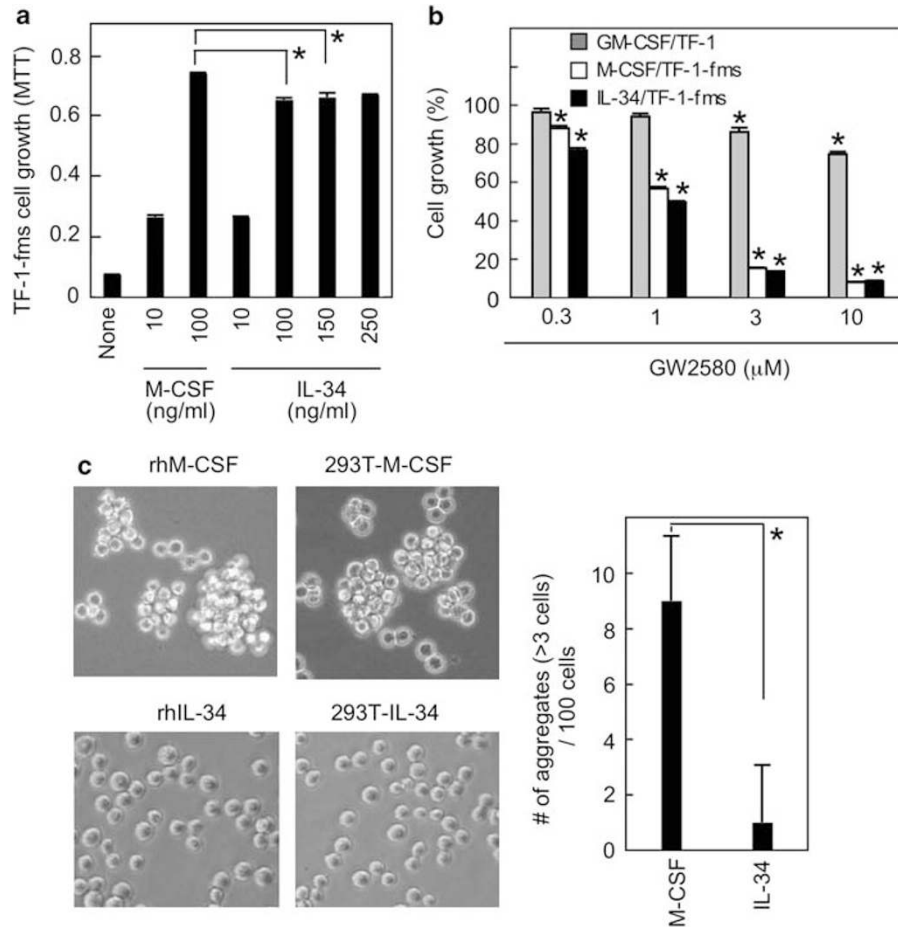 a
TF-1-fms cell growth (MTT)
0.8
0.6
0.4
0.2
0
*
*
None
10
100
10
100
150
250
M-CSF
(ng/ml)
IL-34
(ng/ml)
b
GM-CSF/TF-1
M-CSF/TF-1-fms
IL-34/TF-1-fms
Cell growth (%)
100
80
60
40
20
0
* *
* *
* * *
* * *
0.3
1
3
10
GW2580 (μM)
c
rhM-CSF
293T-M-CSF
rhIL-34
293T-IL-34
# of aggregates (>3 cells)
/ 100 cells
10
8
6
4
2
0
*
M-CSF
IL-34